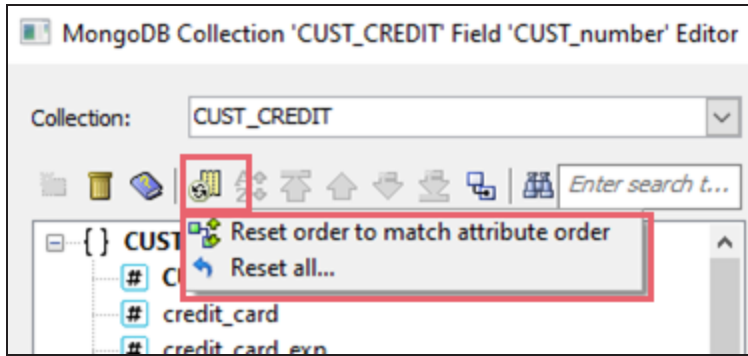 MongoDB Collection 'CUST_CREDIT' Field 'CUST_number' Editor
Collection: CUST_CREDIT
Enter search t...
{ } CUST
Reset order to match attribute order
# Reset all...
# credit_card
# credit_card_exp